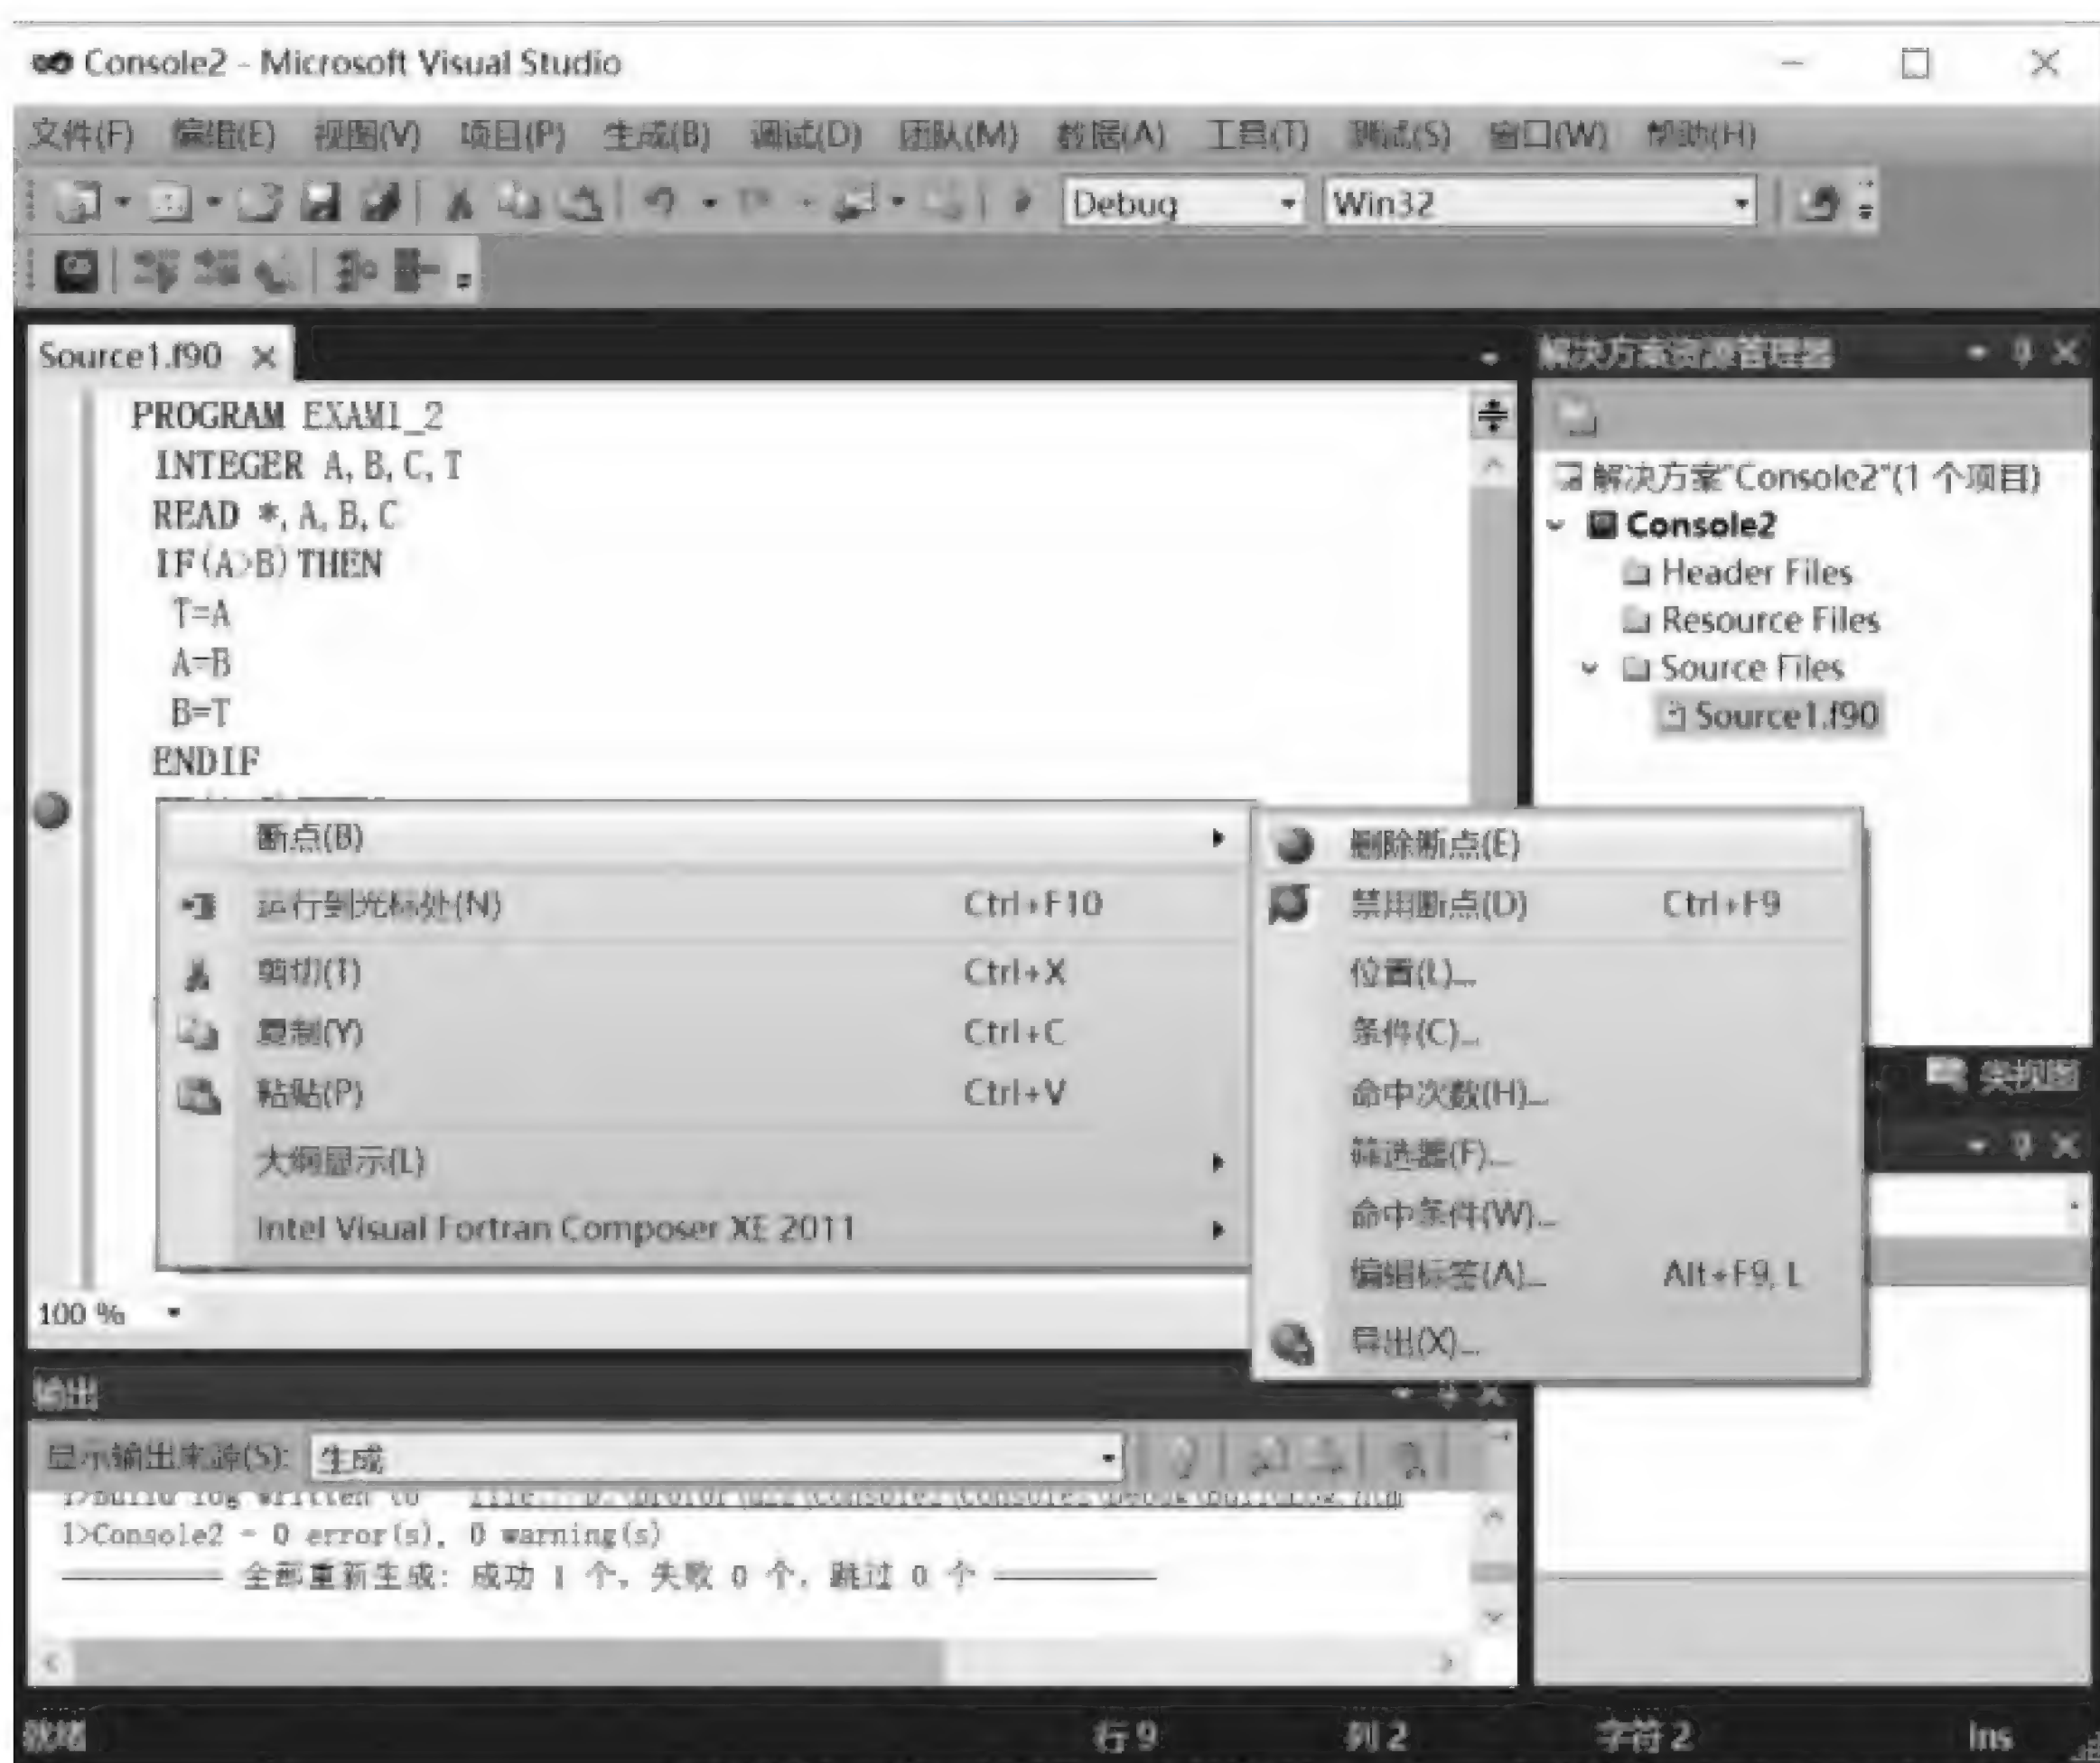 Console2 - Microsoft Visual Studio
文件(F) 编辑(E) 视图(V) 项目(P) 生成(B) 调试(D) 团队(M) 数据(A) 工具(T) 测试(S) 窗口(W) 帮助(H)
Debug Win32
Source1.f90
PROGRAM EXAM1_2
INTEGER A, B, C, T
READ *, A, B, C
IF(A>B)THEN
T=A
A=B
B=T
ENDIF
断点(B)
运行到光标处(N) Ctrl+F10
剪切(T) Ctrl+X
复制(Y) Ctrl+C
粘贴(P) Ctrl+V
大纲显示(L)
Intel Visual Fortran Composer XE 2011
删除断点(E)
禁用断点(D) Ctrl+F9
位置(L)...
条件(C)...
命中次数(H)...
筛选器(F)...
命中条件(W)...
编辑标签(A)... Alt+F9, L
导出(X)...
100 %
解决方案资源管理器
解决方案"Console2"(1 个项目)
Console2
Header Files
Resource Files
Source Files
Source1.f90
类视图
输出
显示输出来源(S): 生成
1>Build log written to
1>Console2 - 0 error(s), 0 warning(s)
全部重新生成: 成功 1 个, 失败 0 个, 跳过 0 个
就绪 行 9 列 2 字符 2 Ins